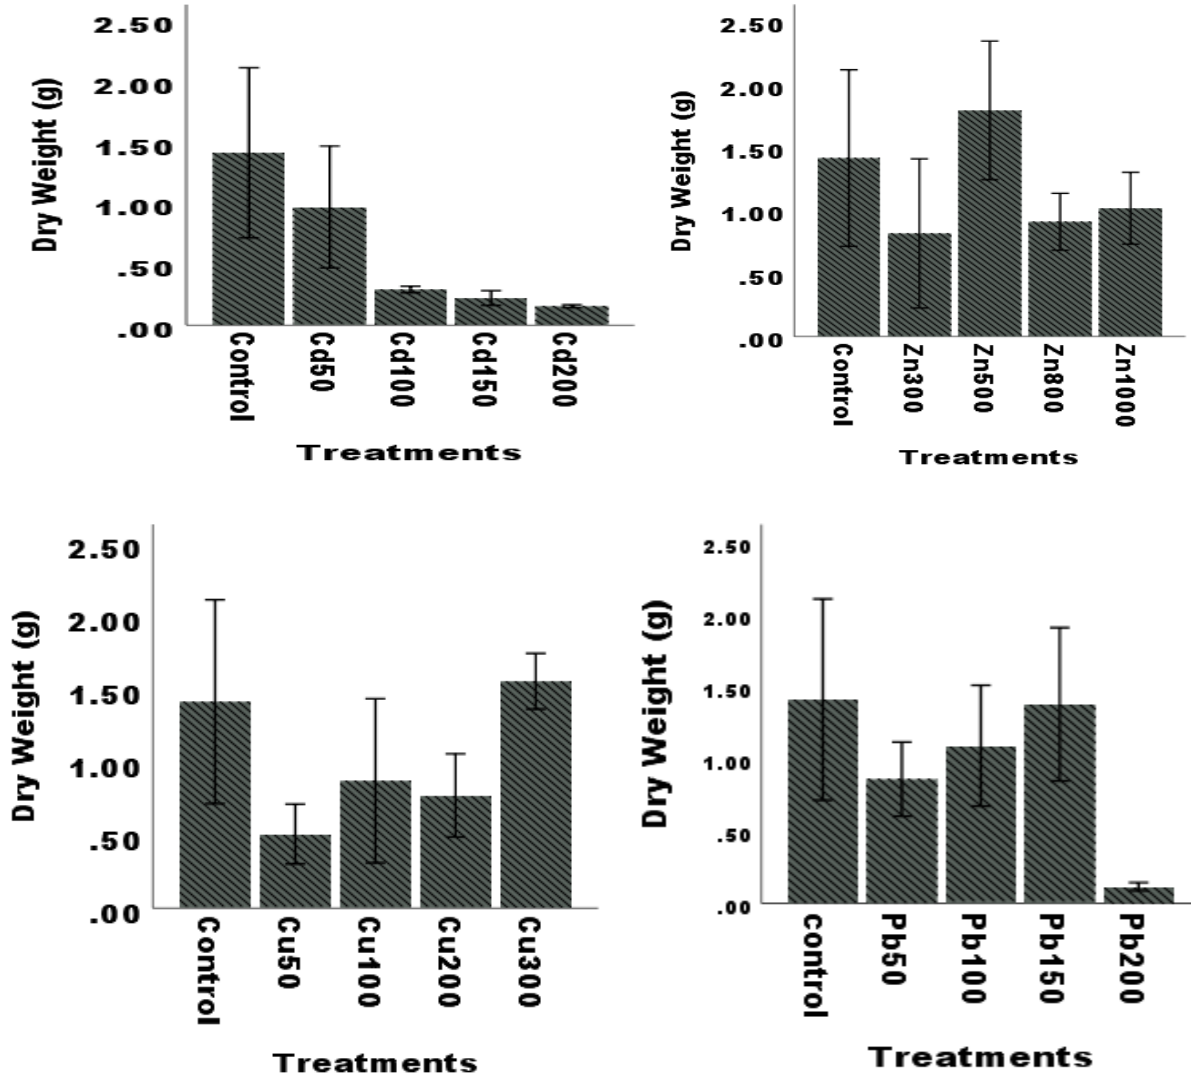 2.50
2.00
1.50
1.00
.50
.00
Dry Weight (g)
Control
Cd50
Cd100
Cd150
Cd200
Treatments
2.50
2.00
1.50
1.00
.50
.00
Dry Weight (g)
Control
Zn300
Zn500
Zn800
Zn1000
Treatments
2.50
2.00
1.50
1.00
.50
.00
Dry Weight (g)
Control
Cu50
Cu100
Cu200
Cu300
Treatments
2.50
2.00
1.50
1.00
.50
.00
Dry Weight (g)
control
Pb50
Pb100
Pb150
Pb200
Treatments